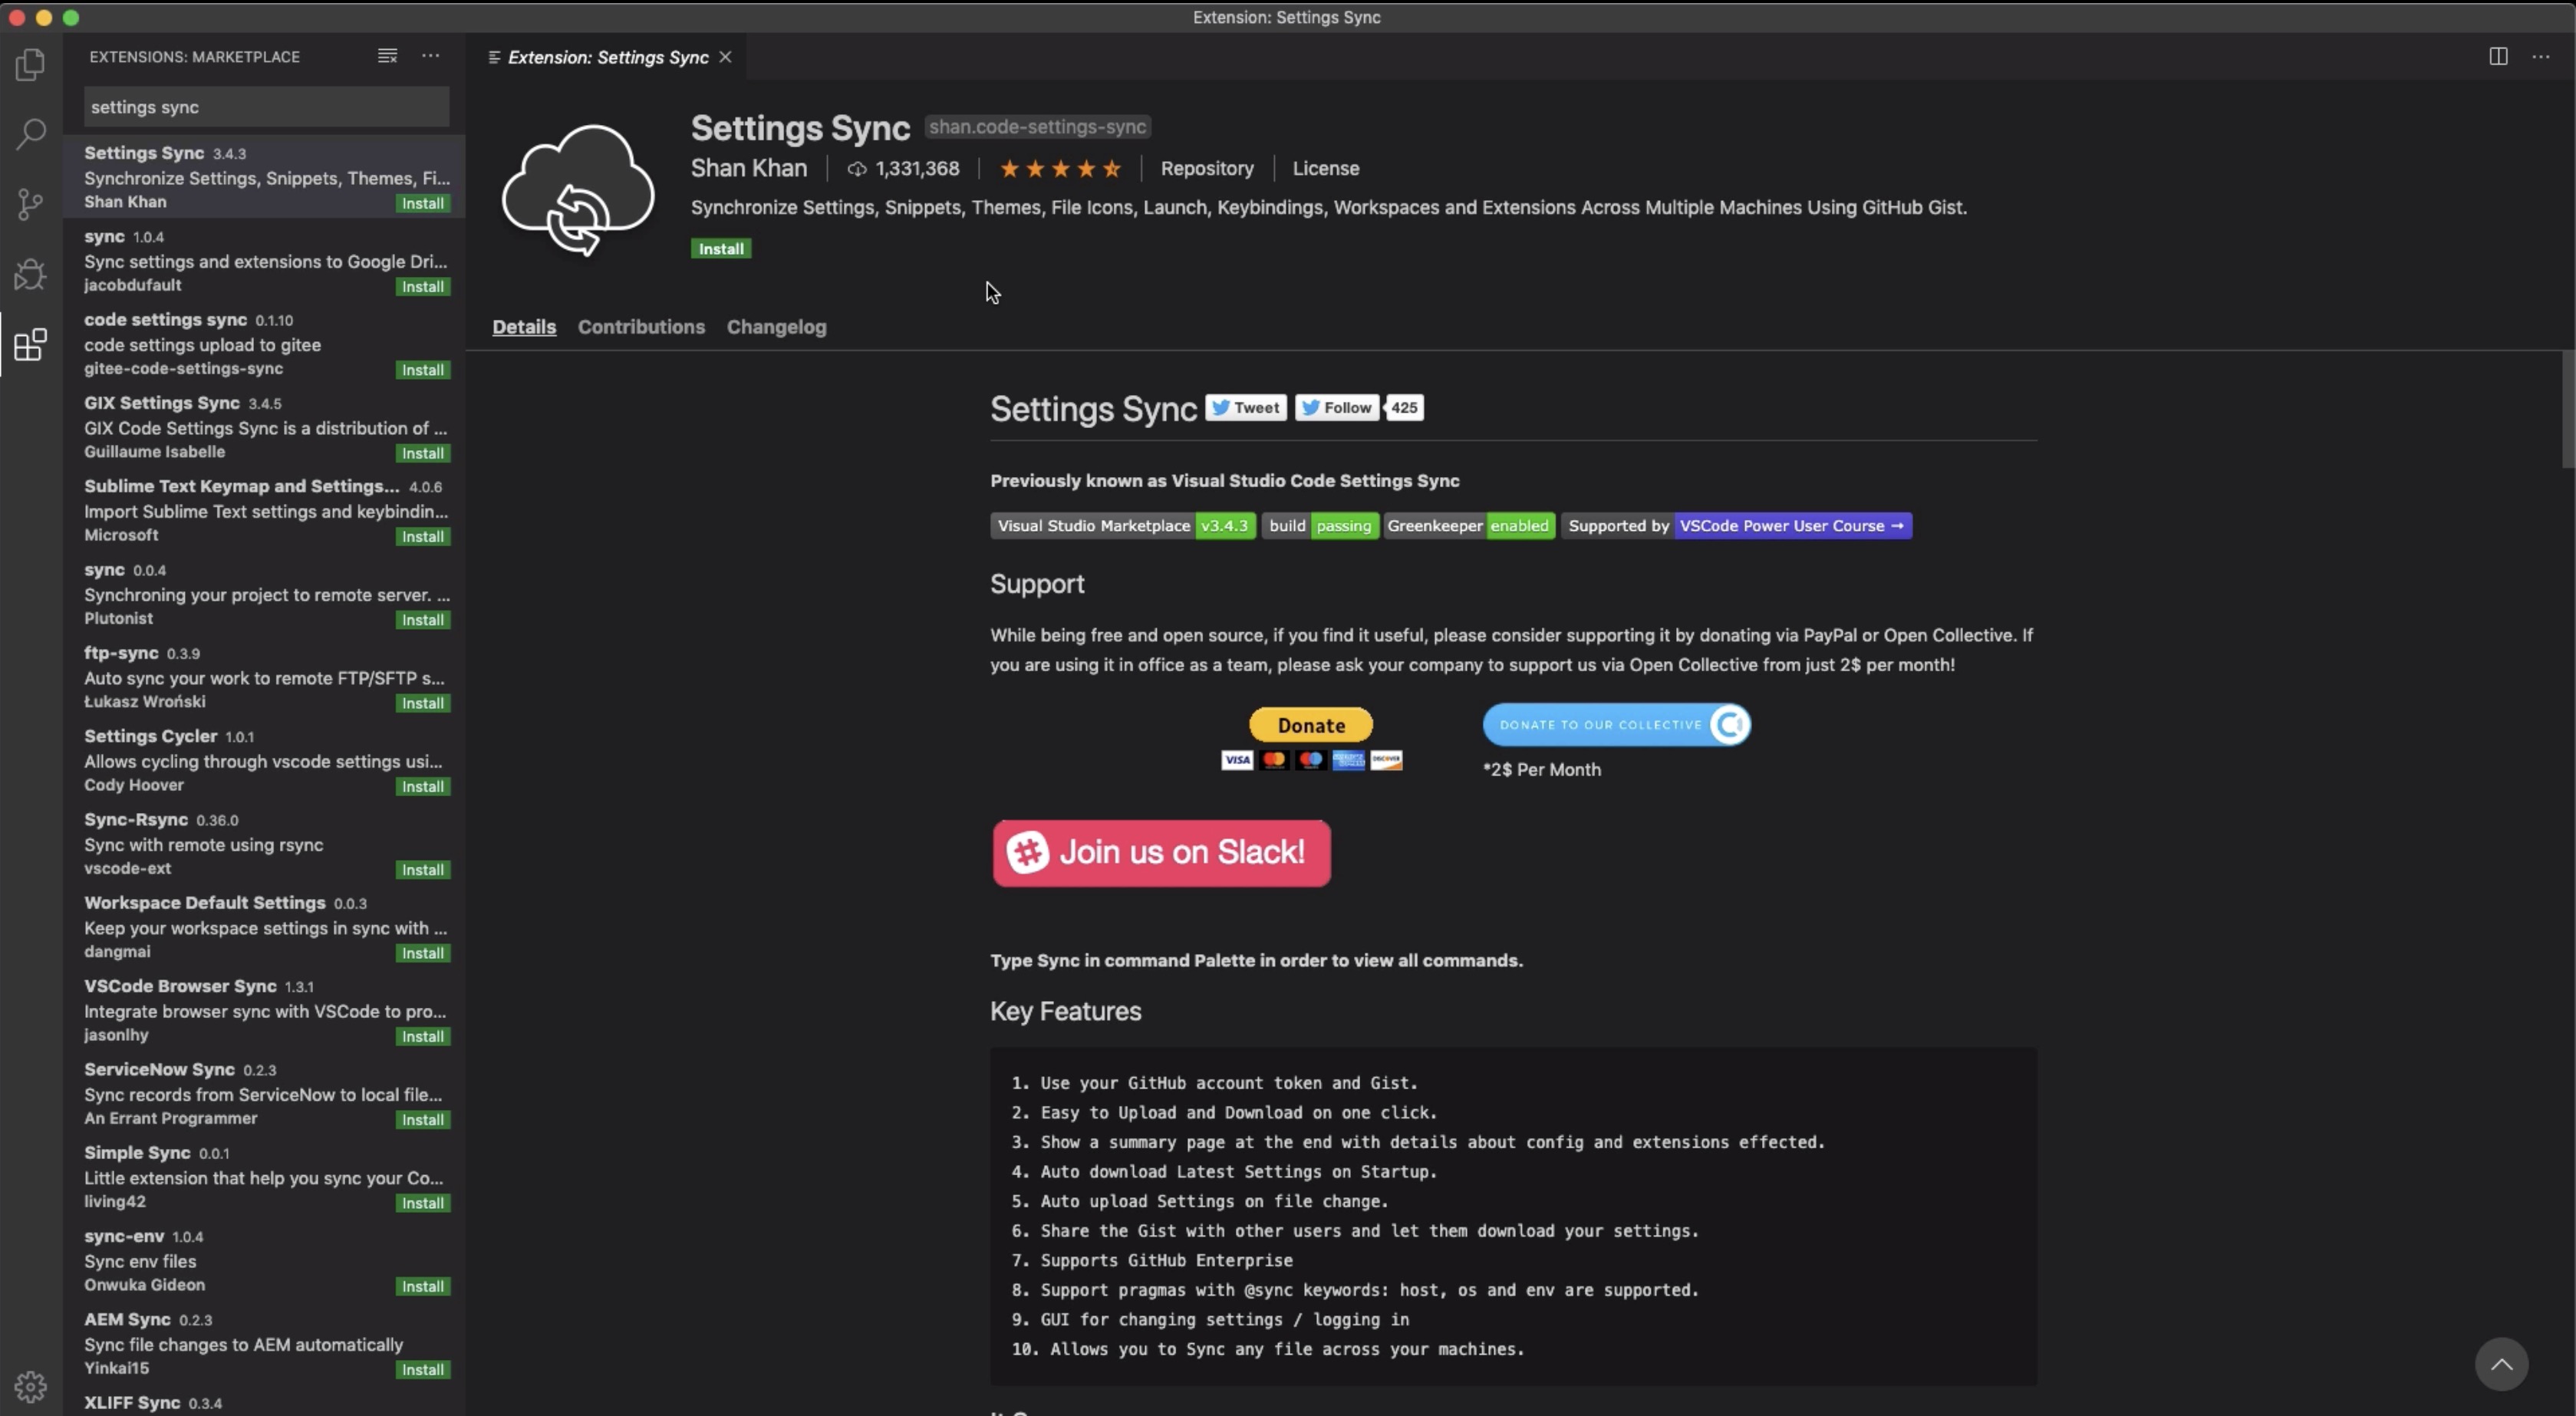 Extension: Settings Sync
EXTENSIONS: MARKETPLACE
settings sync
Settings Sync 3.4.3
Synchronize Settings, Snippets, Themes, Fi...
Shan Khan Install
sync 1.0.4
Sync settings and extensions to Google Dri...
jacobdufault Install
code settings sync 0.1.10
code settings upload to gitee
gitee-code-settings-sync Install
GIX Settings Sync 3.4.5
GIX Code Settings Sync is a distribution of ...
Guillaume Isabelle Install
Sublime Text Keymap and Settings... 4.0.6
Import Sublime Text settings and keybindin...
Microsoft Install
sync 0.0.4
Synchroning your project to remote server. ...
Plutonist Install
ftp-sync 0.3.9
Auto sync your work to remote FTP/SFTP s...
Łukasz Wroński Install
Settings Cycler 1.0.1
Allows cycling through vscode settings usi...
Cody Hoover Install
Sync-Rsync 0.36.0
Sync with remote using rsync
vscode-ext Install
Workspace Default Settings 0.0.3
Keep your workspace settings in sync with ...
dangmai Install
VSCode Browser Sync 1.3.1
Integrate browser sync with VSCode to pro...
jasonlhy Install
ServiceNow Sync 0.2.3
Sync records from ServiceNow to local file...
An Errant Programmer Install
Simple Sync 0.0.1
Little extension that help you sync your Co...
living42 Install
sync-env 1.0.4
Sync env files
Onwuka Gideon Install
AEM Sync 0.2.3
Sync file changes to AEM automatically
Yinkai15 Install
XLIFF Sync 0.3.4
Extension: Settings Sync
Settings Sync shan.code-settings-sync
Shan Khan 1,331,368 Repository License
Synchronize Settings, Snippets, Themes, File Icons, Launch, Keybindings, Workspaces and Extensions Across Multiple Machines Using GitHub Gist.
Install
Details Contributions Changelog
Settings Sync Tweet Follow 425
Previously known as Visual Studio Code Settings Sync
Visual Studio Marketplace v3.4.3 build passing Greenkeeper enabled Supported by VSCode Power User Course →
Support
While being free and open source, if you find it useful, please consider supporting it by donating via PayPal or Open Collective. If
you are using it in office as a team, please ask your company to support us via Open Collective from just 2$ per month!
Donate DONATE TO OUR COLLECTIVE
VISA DISCOVER
*2$ Per Month
Join us on Slack!
Type Sync in command Palette in order to view all commands.
Key Features
1. Use your GitHub account token and Gist.
2. Easy to Upload and Download on one click.
3. Show a summary page at the end with details about config and extensions effected.
4. Auto download Latest Settings on Startup.
5. Auto upload Settings on file change.
6. Share the Gist with other users and let them download your settings.
7. Supports GitHub Enterprise
8. Support pragmas with @sync keywords: host, os and env are supported.
9. GUI for changing settings / logging in
10. Allows you to Sync any file across your machines.